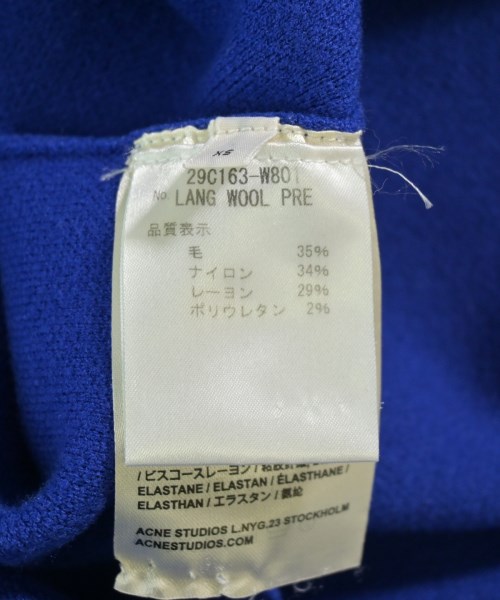 XS
29C163-W801
No LANG WOOL PRE
品質表示
毛 35%
ナイロン 34%
レーヨン 29%
ポリウレタン 2%
/ビスコースレーヨン/
ELASTANE / ELASTAN / ÉLASTHANE /
ELASTHAN / エラスタン / 氨纶
ACNE STUDIOS L.NYG.23 STOCKHOLM
ACNESTUDIOS.COM